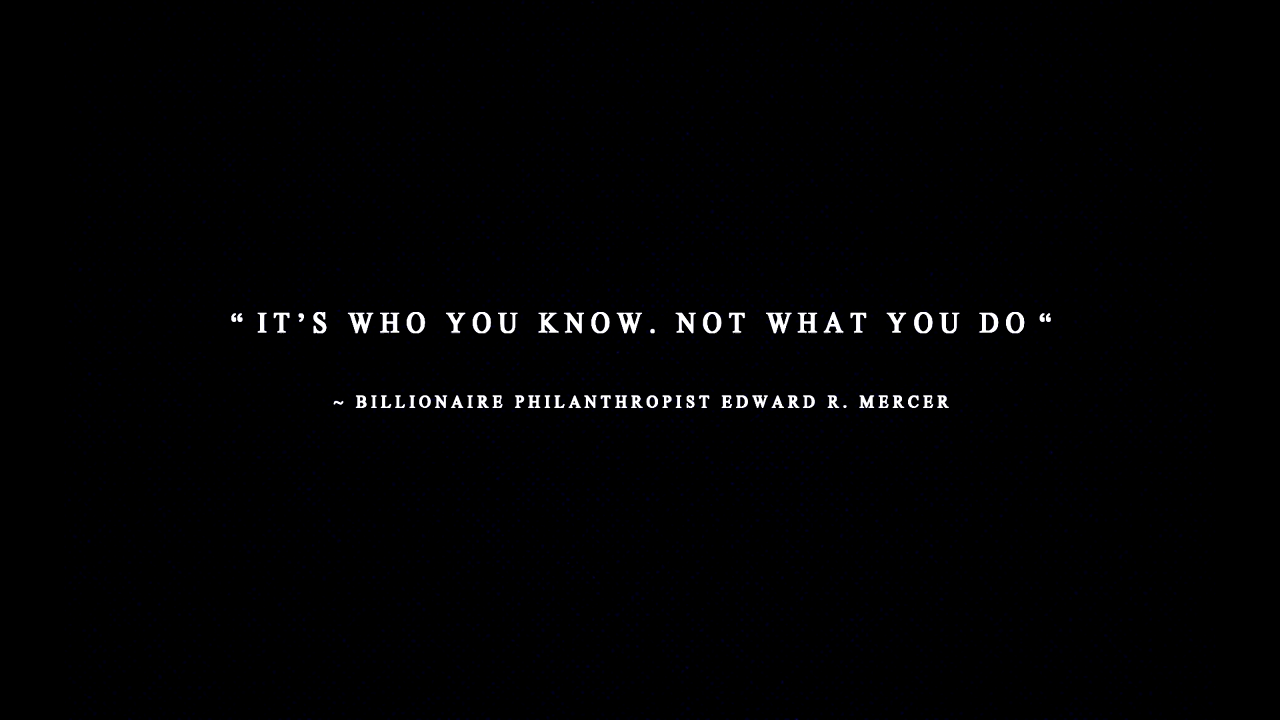 “ IT’S WHO YOU KNOW. NOT WHAT YOU DO “
~ BILLIONAIRE PHILANTHROPIST EDWARD R. MERCER